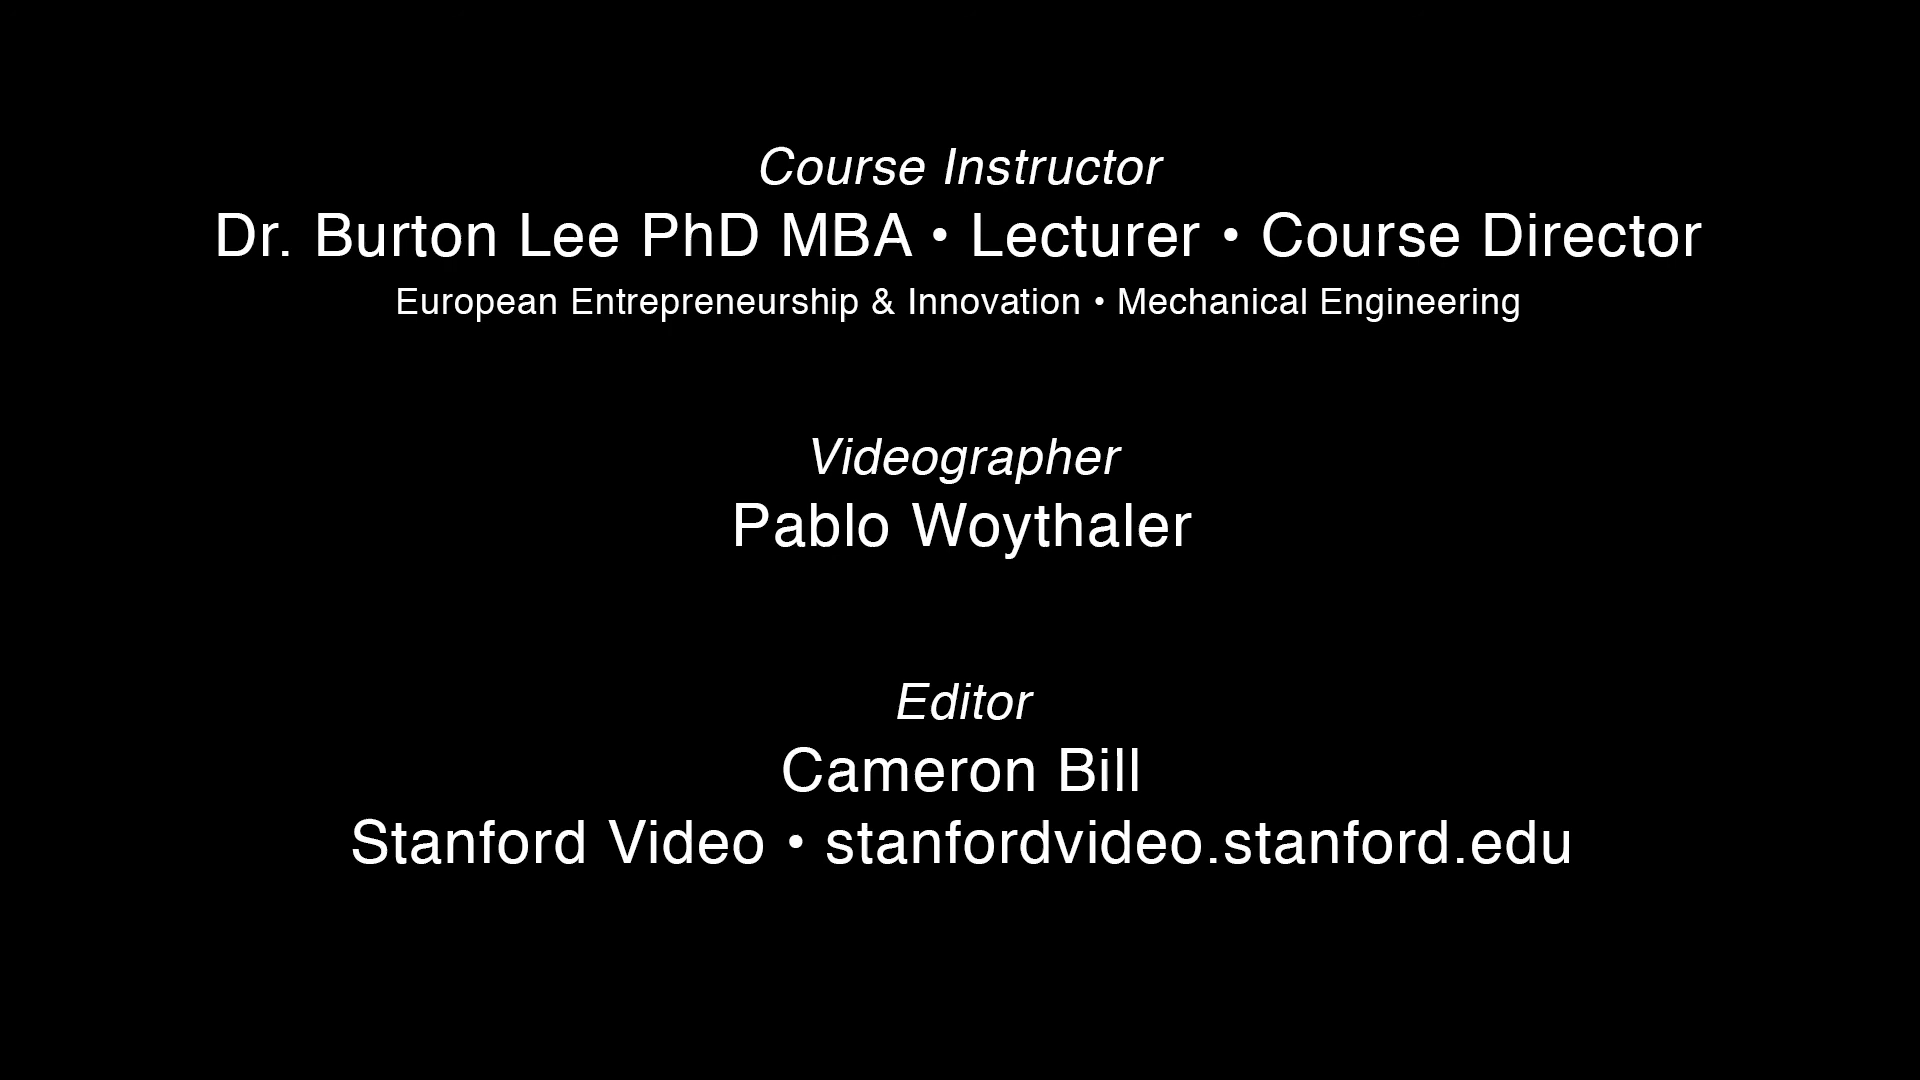 Course Instructor
Dr. Burton Lee PhD MBA • Lecturer • Course Director
European Entrepreneurship & Innovation • Mechanical Engineering
Videographer
Pablo Woythaler
Editor
Cameron Bill
Stanford Video • stanfordvideo.stanford.edu